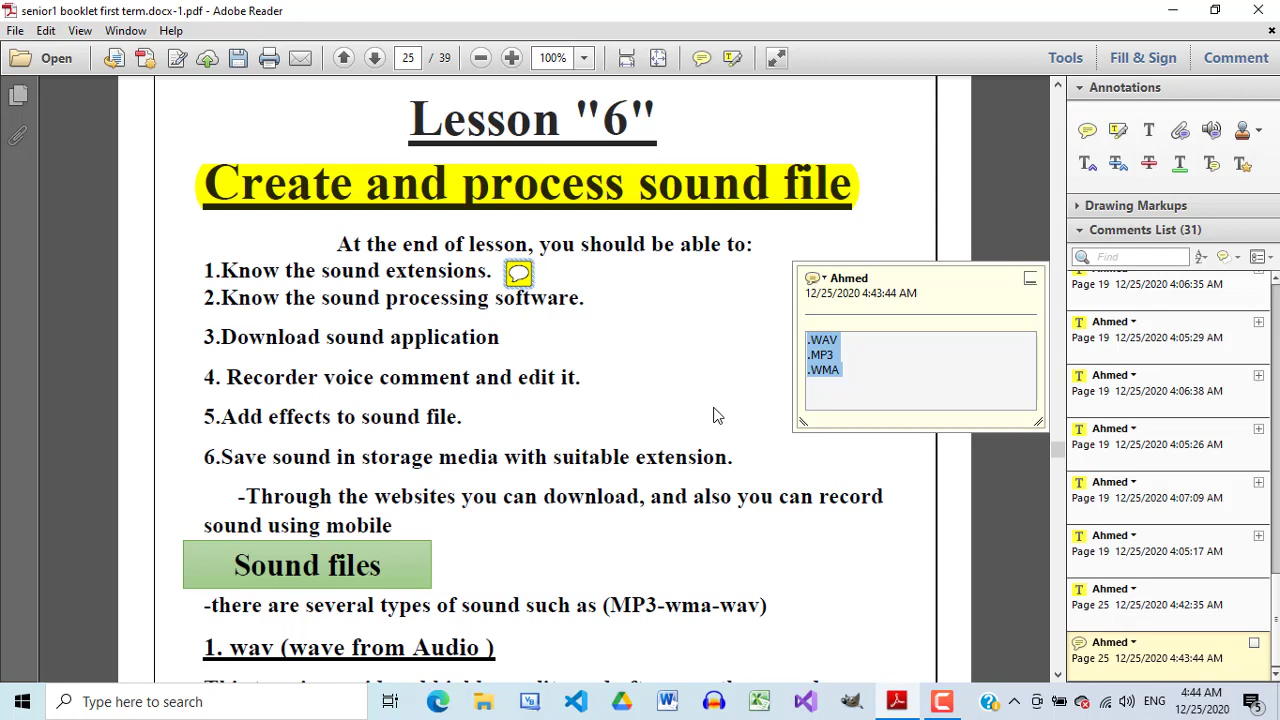 senior1 booklet first term.docx-1.pdf - Adobe Reader
File Edit View Window Help
Open
25 / 39
100%
Tools Fill & Sign Comment
Lesson "6"
Create and process sound file
At the end of lesson, you should be able to:
1.Know the sound extensions.
2.Know the sound processing software.
3.Download sound application
4. Recorder voice comment and edit it.
5.Add effects to sound file.
6.Save sound in storage media with suitable extension.
-Through the websites you can download, and also you can record
sound using mobile
Sound files
-there are several types of sound such as (MP3-wma-wav)
1. wav (wave from Audio )
Ahmed
12/25/2020 4:43:44 AM
.WAV
.MP3
.WMA
Annotations
Drawing Markups
Comments List (31)
Find
Page 19 12/25/2020 4:06:35 AM
Ahmed
Page 19 12/25/2020 4:05:29 AM
Ahmed
Page 19 12/25/2020 4:06:38 AM
Ahmed
Page 19 12/25/2020 4:05:26 AM
Ahmed
Page 19 12/25/2020 4:07:09 AM
Ahmed
Page 19 12/25/2020 4:05:17 AM
Ahmed
Page 25 12/25/2020 4:42:35 AM
Ahmed
Page 25 12/25/2020 4:43:44 AM
Type here to search
4:44 AM
12/25/2020
5